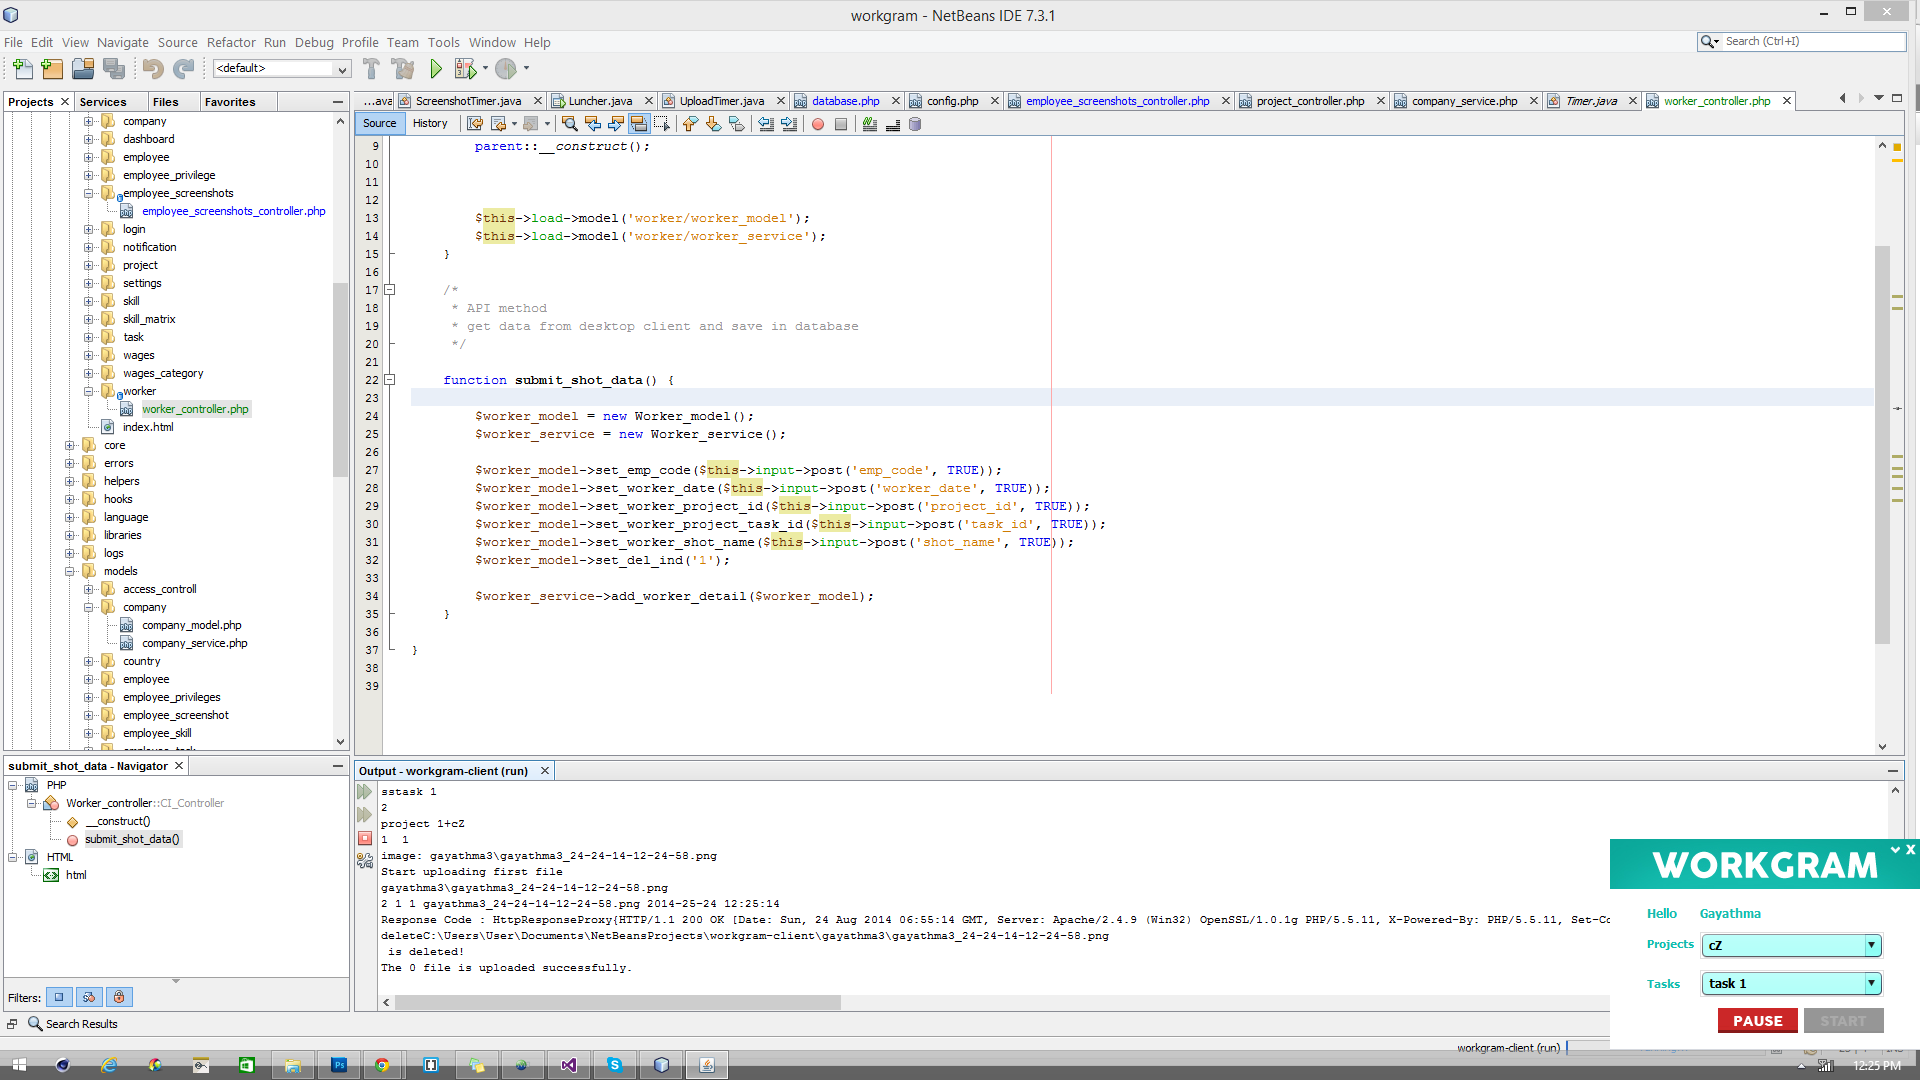 workgram - NetBeans IDE 7.3.1
File Edit View Navigate Source Refactor Run Debug Profile Team Tools Window Help
Search (Ctrl+I)
<default>
Projects Services Files Favorites
...ava ScreenshotTimer.java Luncher.java UploadTimer.java database.php config.php employee_screenshots_controller.php project_controller.php company_service.php Timer.java worker_controller.php
Source History
company
dashboard
employee
employee_privilege
employee_screenshots
employee_screenshots_controller.php
login
notification
project
settings
skill
skill_matrix
task
wages
wages_category
worker
worker_controller.php
index.html
core
errors
helpers
hooks
language
libraries
logs
models
access_controll
company
company_model.php
company_service.php
country
employee
employee_privileges
employee_screenshot
employee_skill
9 parent::__construct();
10
11
12
13 $this->load->model('worker/worker_model');
14 $this->load->model('worker/worker_service');
15 }
16
17 /*
18 * API method
19 * get data from desktop client and save in database
20 */
21
22 function submit_shot_data() {
23
24 $worker_model = new Worker_model();
25 $worker_service = new Worker_service();
26
27 $worker_model->set_emp_code($this->input->post('emp_code', TRUE));
28 $worker_model->set_worker_date($this->input->post('worker_date', TRUE));
29 $worker_model->set_worker_project_id($this->input->post('project_id', TRUE));
30 $worker_model->set_worker_project_task_id($this->input->post('task_id', TRUE));
31 $worker_model->set_worker_shot_name($this->input->post('shot_name', TRUE));
32 $worker_model->set_del_ind('1');
33
34 $worker_service->add_worker_detail($worker_model);
35 }
36
37 }
38
39
submit_shot_data - Navigator
PHP
Worker_controller::CI_Controller
__construct()
submit_shot_data()
HTML
html
Filters:
Search Results
Output - workgram-client (run)
sstask 1
2
project 1+cZ
1 1
image: gayathma3\gayathma3_24-24-14-12-24-58.png
Start uploading first file
gayathma3\gayathma3_24-24-14-12-24-58.png
2 1 1 gayathma3_24-24-14-12-24-58.png 2014-25-24 12:25:14
Response Code : HttpResponseProxy{HTTP/1.1 200 OK [Date: Sun, 24 Aug 2014 06:55:14 GMT, Server: Apache/2.4.9 (Win32) OpenSSL/1.0.1g PHP/5.5.11, X-Powered-By: PHP/5.5.11, Set-Co
deleteC:\Users\User\Documents\NetBeansProjects\workgram-client\gayathma3\gayathma3_24-24-14-12-24-58.png
is deleted!
The 0 file is uploaded successfully.
WORKGRAM
Hello Gayathma
Projects cZ
Tasks task 1
PAUSE START
workgram-client (run)
12:25 PM